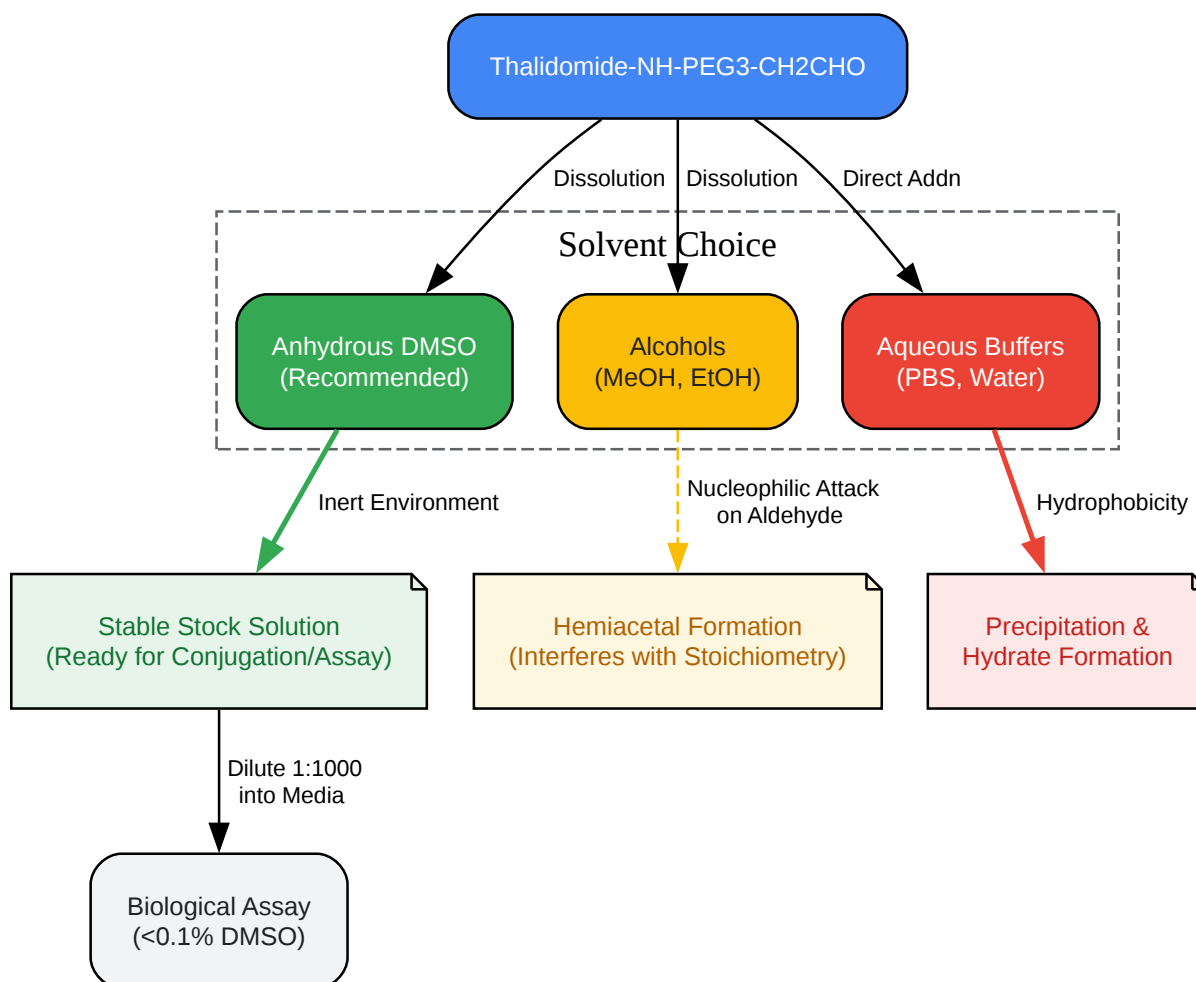 Thalidomide-NH-PEG3-CH2CHO
Dissolution
Dissolution
Direct Addn
Solvent Choice
Anhydrous DMSO
(Recommended)
Alcohols
(MeOH, EtOH)
Aqueous Buffers
(PBS, Water)
Inert Environment
Nucleophilic Attack
on Aldehyde
Hydrophobicity
Stable Stock Solution
(Ready for Conjugation/Assay)
Hemiacetal Formation
(Interferes with Stoichiometry)
Precipitation &
Hydrate Formation
Dilute 1:1000
into Media
Biological Assay
(<0.1% DMSO)